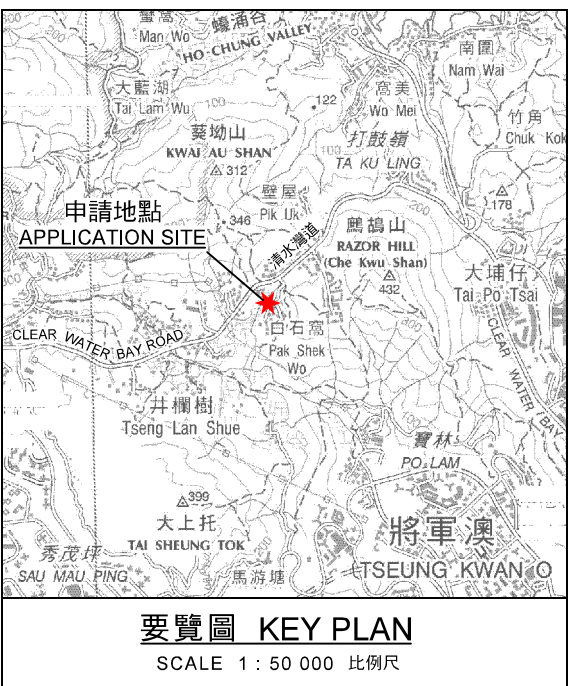 蠻窩
Man Wo
蠔涌谷
HO CHUNG VALLEY
南圍
Nam Wai
大藍湖
Tai Lam Wu
100
122
窩美
Wo Mei
竹角
Chuk Kok
葵坳山
KWAI AU SHAN
312
打鼓嶺
TA KU LING
100
壁屋
Pik Uk
178
申請地點
APPLICATION SITE
346
200
鷓鴣山
RAZOR HILL
(Che Kwu Shan)
432
清水灣道
大埔仔
Tai Po Tsai
白石窩
Pak Shek
Wo
300
CLEAR WATER BAY ROAD
CLEAR WATER BAY
井欄樹
Tseng Lan Shue
寶林
PO LAM
399
大上托
TAI SHEUNG TOK
將軍澳
TSEUNG KWAN O
秀茂坪
SAU MAU PING
200
馬游塘
要覽圖 KEY PLAN
SCALE 1 : 50 000 比例尺